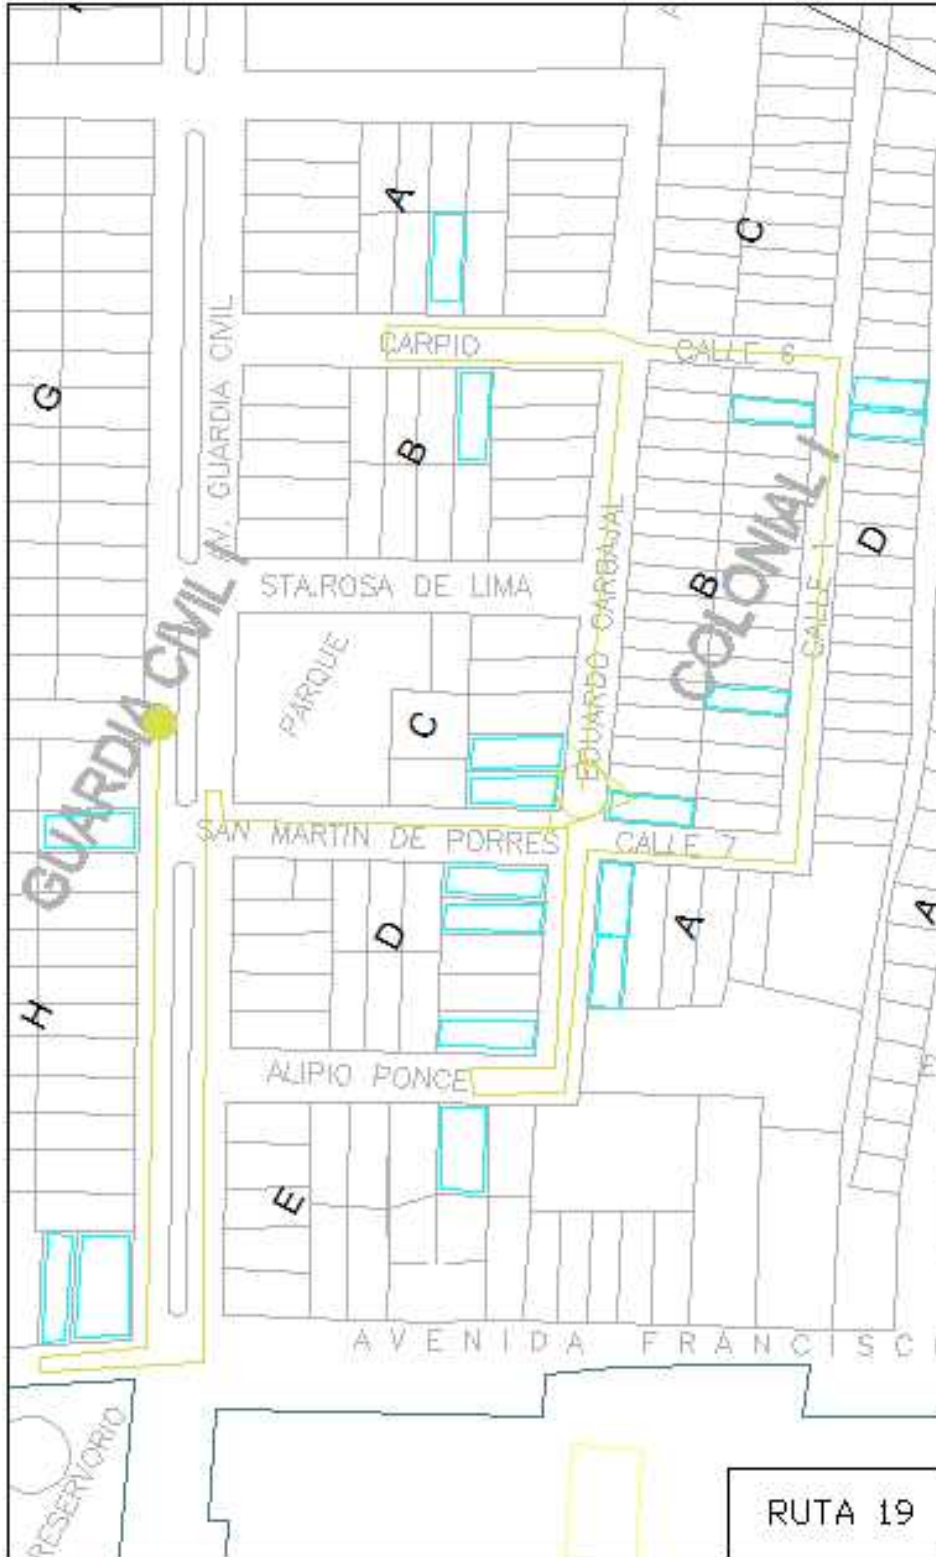 A
C
CARPIO
CALLE 6
AV. GUARDIA CIVIL
G
B
COLONIAL I
D
EDUARDO CARBAJAL
B
CALLE 1
STA.ROSA DE LIMA
PARQUE
C
GUARDIA CIVIL I
SAN MARTIN DE PORRES
CALLE 7
D
A
A
H
ALIPIO PONCE
E
AVENIDA FRANCISC
RESERVORIO
RUTA 19